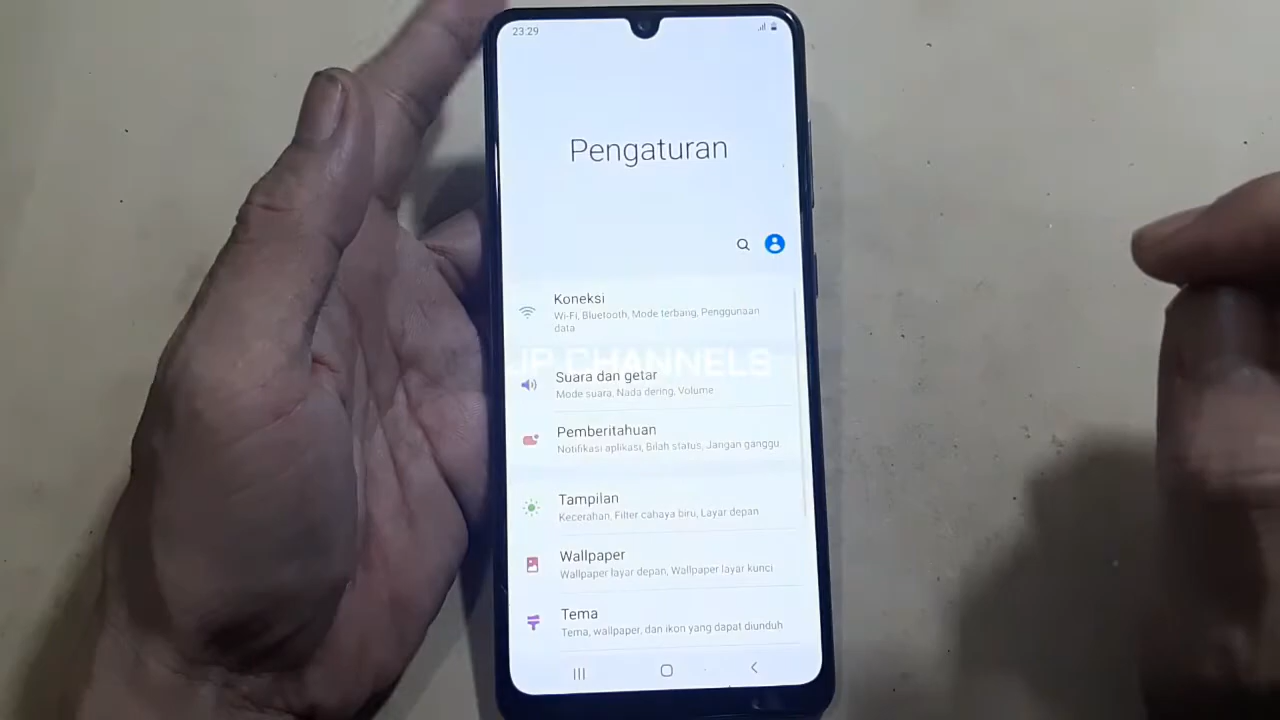 23:29
Pengaturan
Koneksi
Wi-Fi, Bluetooth, Mode terbang, Penggunaan
data
JP CHANNELS
Suara dan getar
Mode suara, Nada dering, Volume
Pemberitahuan
Notifikasi aplikasi, Bilah status, Jangan ganggu
Tampilan
Kecerahan, Filter cahaya biru, Layar depan
Wallpaper
Wallpaper layar depan, Wallpaper layar kunci
Tema
Tema, wallpaper, dan ikon yang dapat diunduh